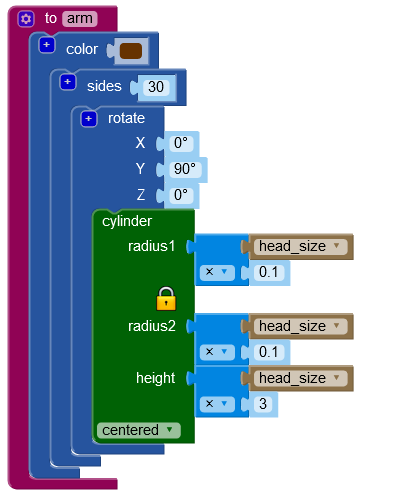 to arm
+ color
+ sides 30
+ rotate
X 0°
Y 90°
Z 0°
cylinder
radius1 head_size
× ▾ 0.1
radius2 head_size
× ▾ 0.1
height head_size
× ▾ 3
centered ▾